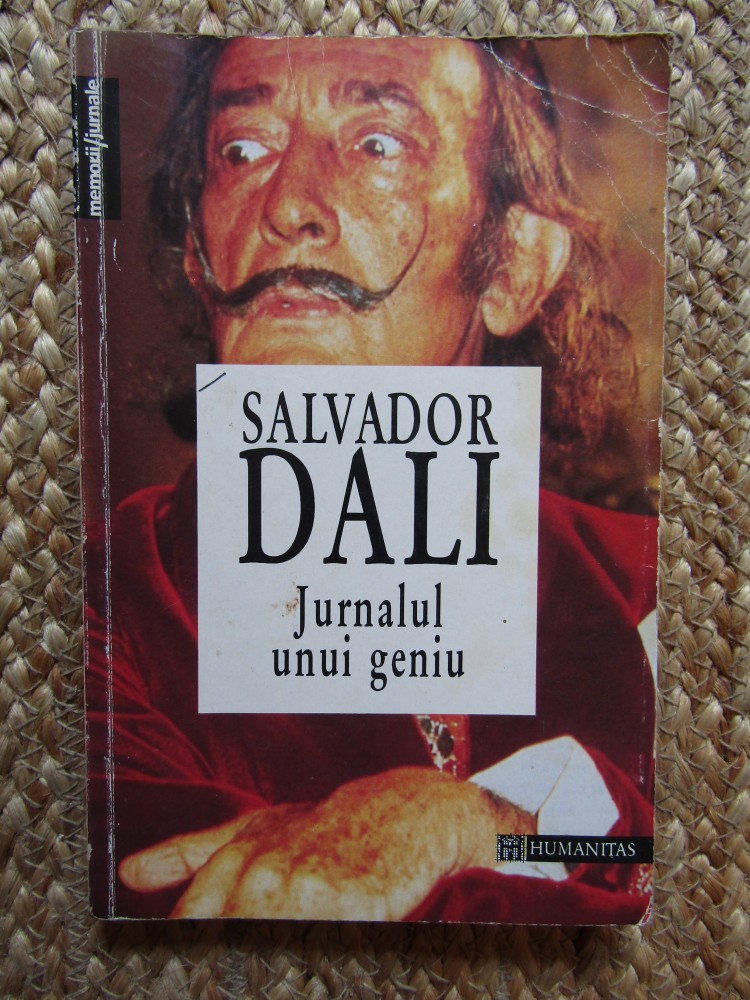 memorii/jurnale
SALVADOR
DALI
Jurnalul
unui geniu
HUMANITAS